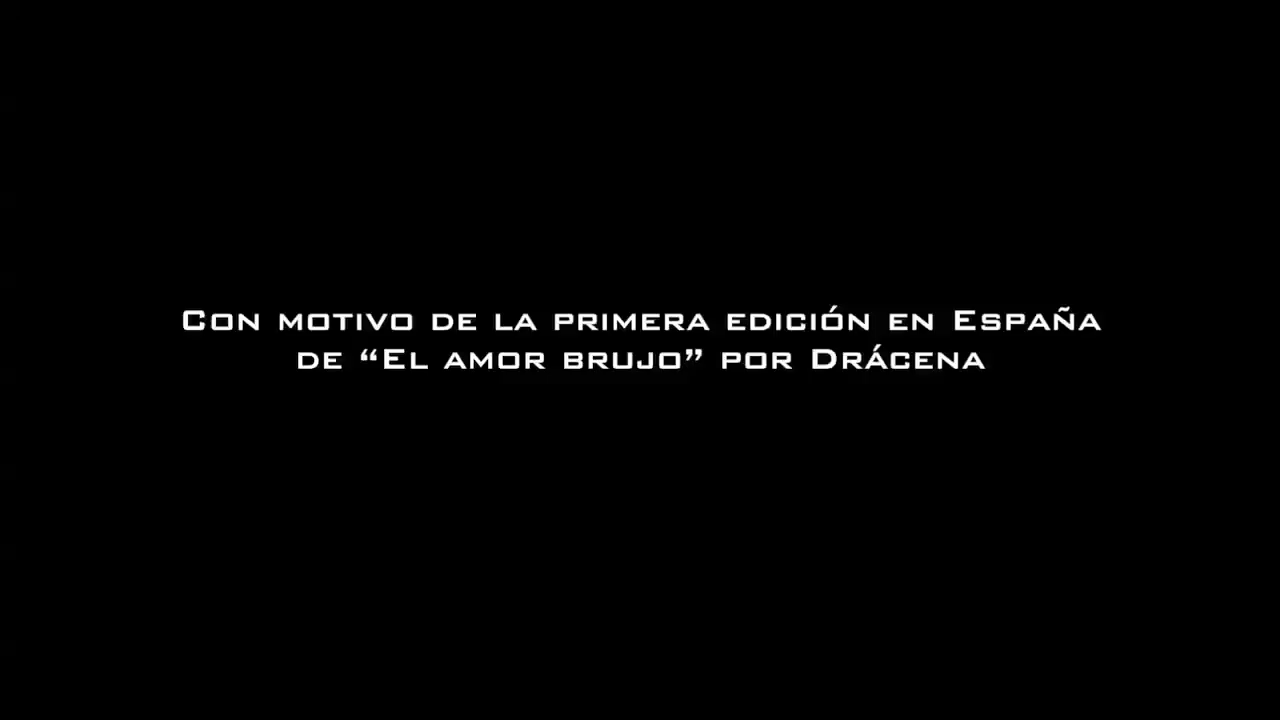 Con motivo de la primera edición en España
de “El amor brujo” por Drácena